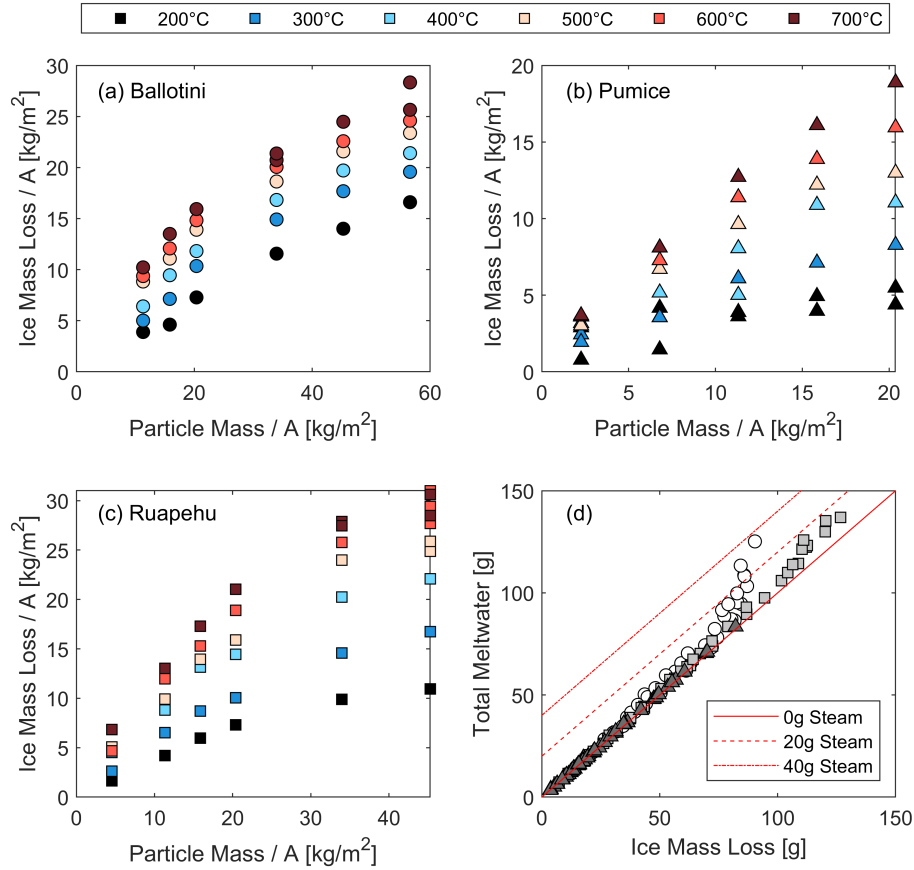 200°C 300°C 400°C 500°C 600°C 700°C
(a) Ballotini
Ice Mass Loss / A [kg/m²]
30
25
20
15
10
5
0
0 20 40 60
Particle Mass / A [kg/m²]
(b) Pumice
Ice Mass Loss / A [kg/m²]
20
15
10
5
0
0 5 10 15 20
Particle Mass / A [kg/m²]
(c) Ruapehu
Ice Mass Loss / A [kg/m²]
30
25
20
15
10
5
0
0 10 20 30 40
Particle Mass / A [kg/m²]
(d)
Total Meltwater [g]
150
100
50
0
0 50 100 150
Ice Mass Loss [g]
0g Steam
20g Steam
40g Steam